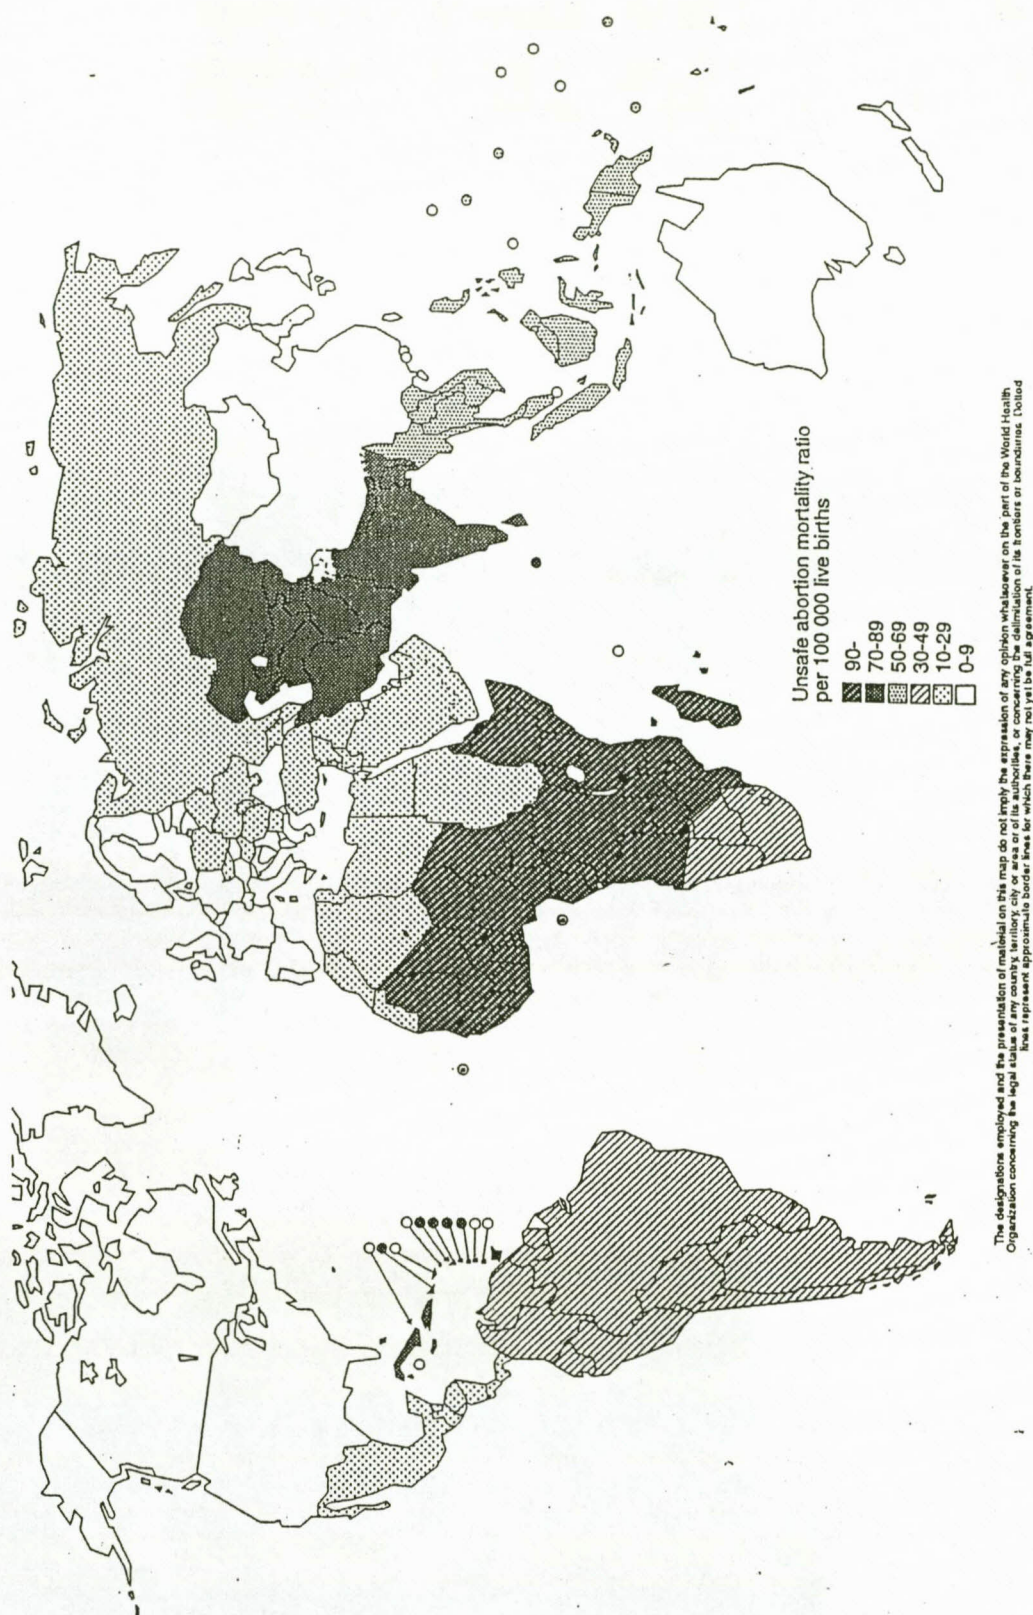 Unsafe abortion mortality ratio
per 100 000 live births
90-
70-89
50-69
30-49
10-29
0-9
The designations employed and the presentation of material on this map do not imply the expression of any opinion whatsoever on the part of the World Health
Organization concerning the legal status of any country, territory, city or area or of its authorities, or concerning the delimitation of its frontiers or boundaries. Dotted
lines represent approximate border lines for which there may not yet be full agreement.